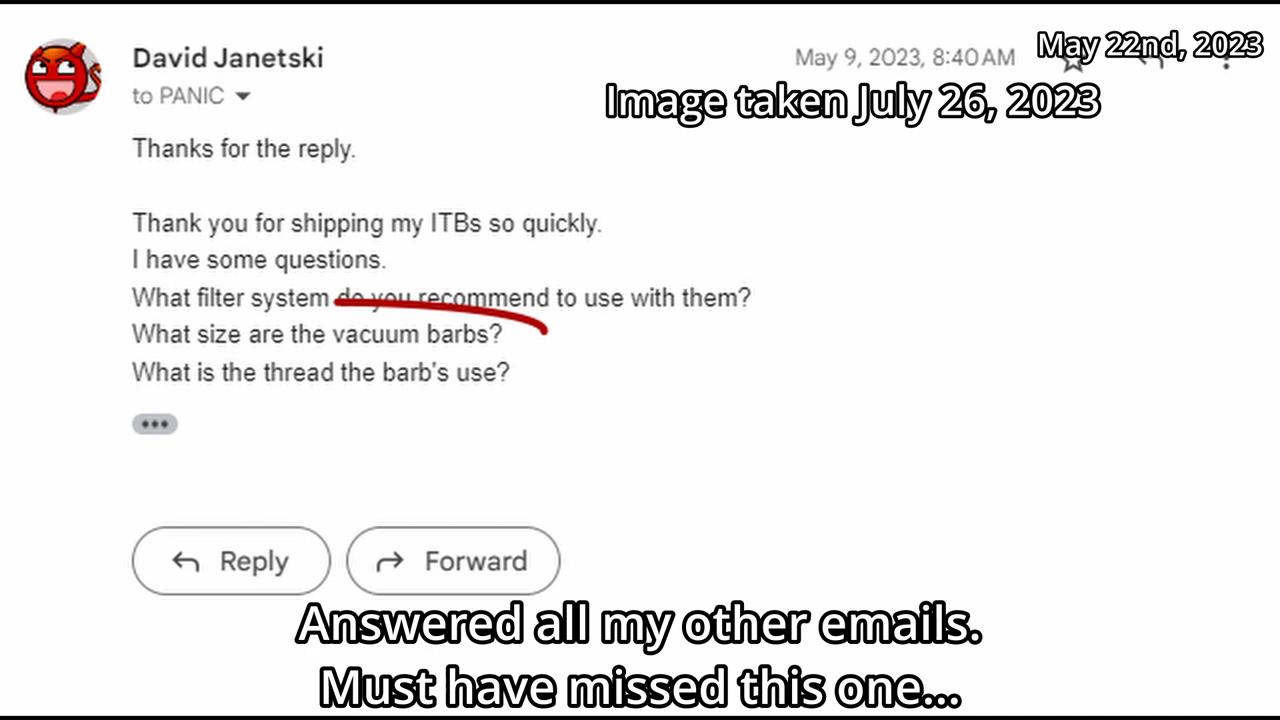 David Janetski
May 9, 2023, 8:40 AM
May 22nd, 2023
to PANIC
Image taken July 26, 2023
Thanks for the reply.
Thank you for shipping my ITBs so quickly.
I have some questions.
What filter system do you recommend to use with them?
What size are the vacuum barbs?
What is the thread the barb's use?
Reply
Forward
Answered all my other emails.
Must have missed this one...